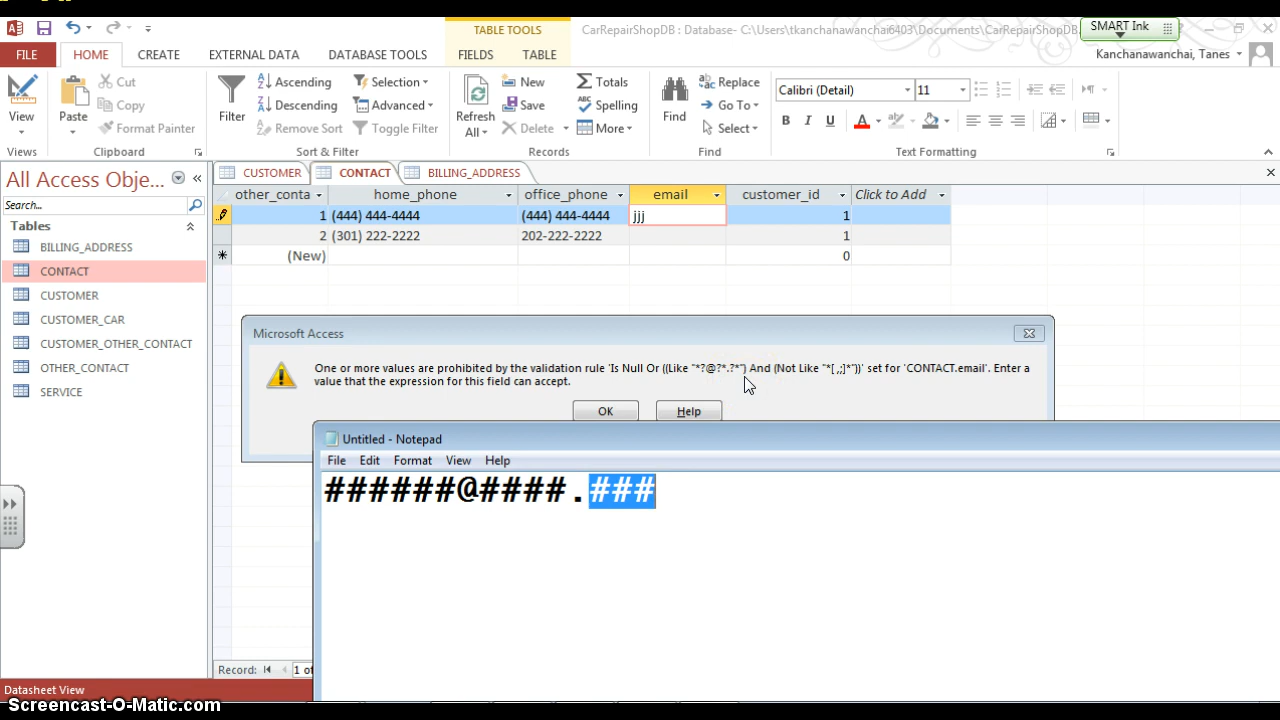 TABLE TOOLS
CarRepairShopDB : Database- C:\Users\tkanchanawanchai6403\Documents\CarRepairShopDB
SMART Ink
FILE HOME CREATE EXTERNAL DATA DATABASE TOOLS FIELDS TABLE
Kanchanawanchai, Tanes
View
Views
Paste
Cut
Copy
Format Painter
Clipboard
Filter
Ascending
Descending
Remove Sort
Selection
Advanced
Toggle Filter
Sort & Filter
Refresh
All
New
Save
Delete
Totals
Spelling
More
Records
Find
Replace
Go To
Select
Find
Calibri (Detail) 11
B I U A
Text Formatting
All Access Obje...
Search...
Tables
BILLING_ADDRESS
CONTACT
CUSTOMER
CUSTOMER_CAR
CUSTOMER_OTHER_CONTACT
OTHER_CONTACT
SERVICE
CUSTOMER CONTACT BILLING_ADDRESS
other_conta home_phone office_phone email customer_id Click to Add
1 (444) 444-4444 (444) 444-4444 jjj 1
2 (301) 222-2222 202-222-2222 1
(New) 0
Microsoft Access
One or more values are prohibited by the validation rule 'Is Null Or ((Like "*?@?*.?*") And (Not Like "*[ ,;]*"))' set for 'CONTACT.email'. Enter a
value that the expression for this field can accept.
OK Help
Untitled - Notepad
File Edit Format View Help
######@####.###
Record: 1 of
Datasheet View
Screencast-O-Matic.com